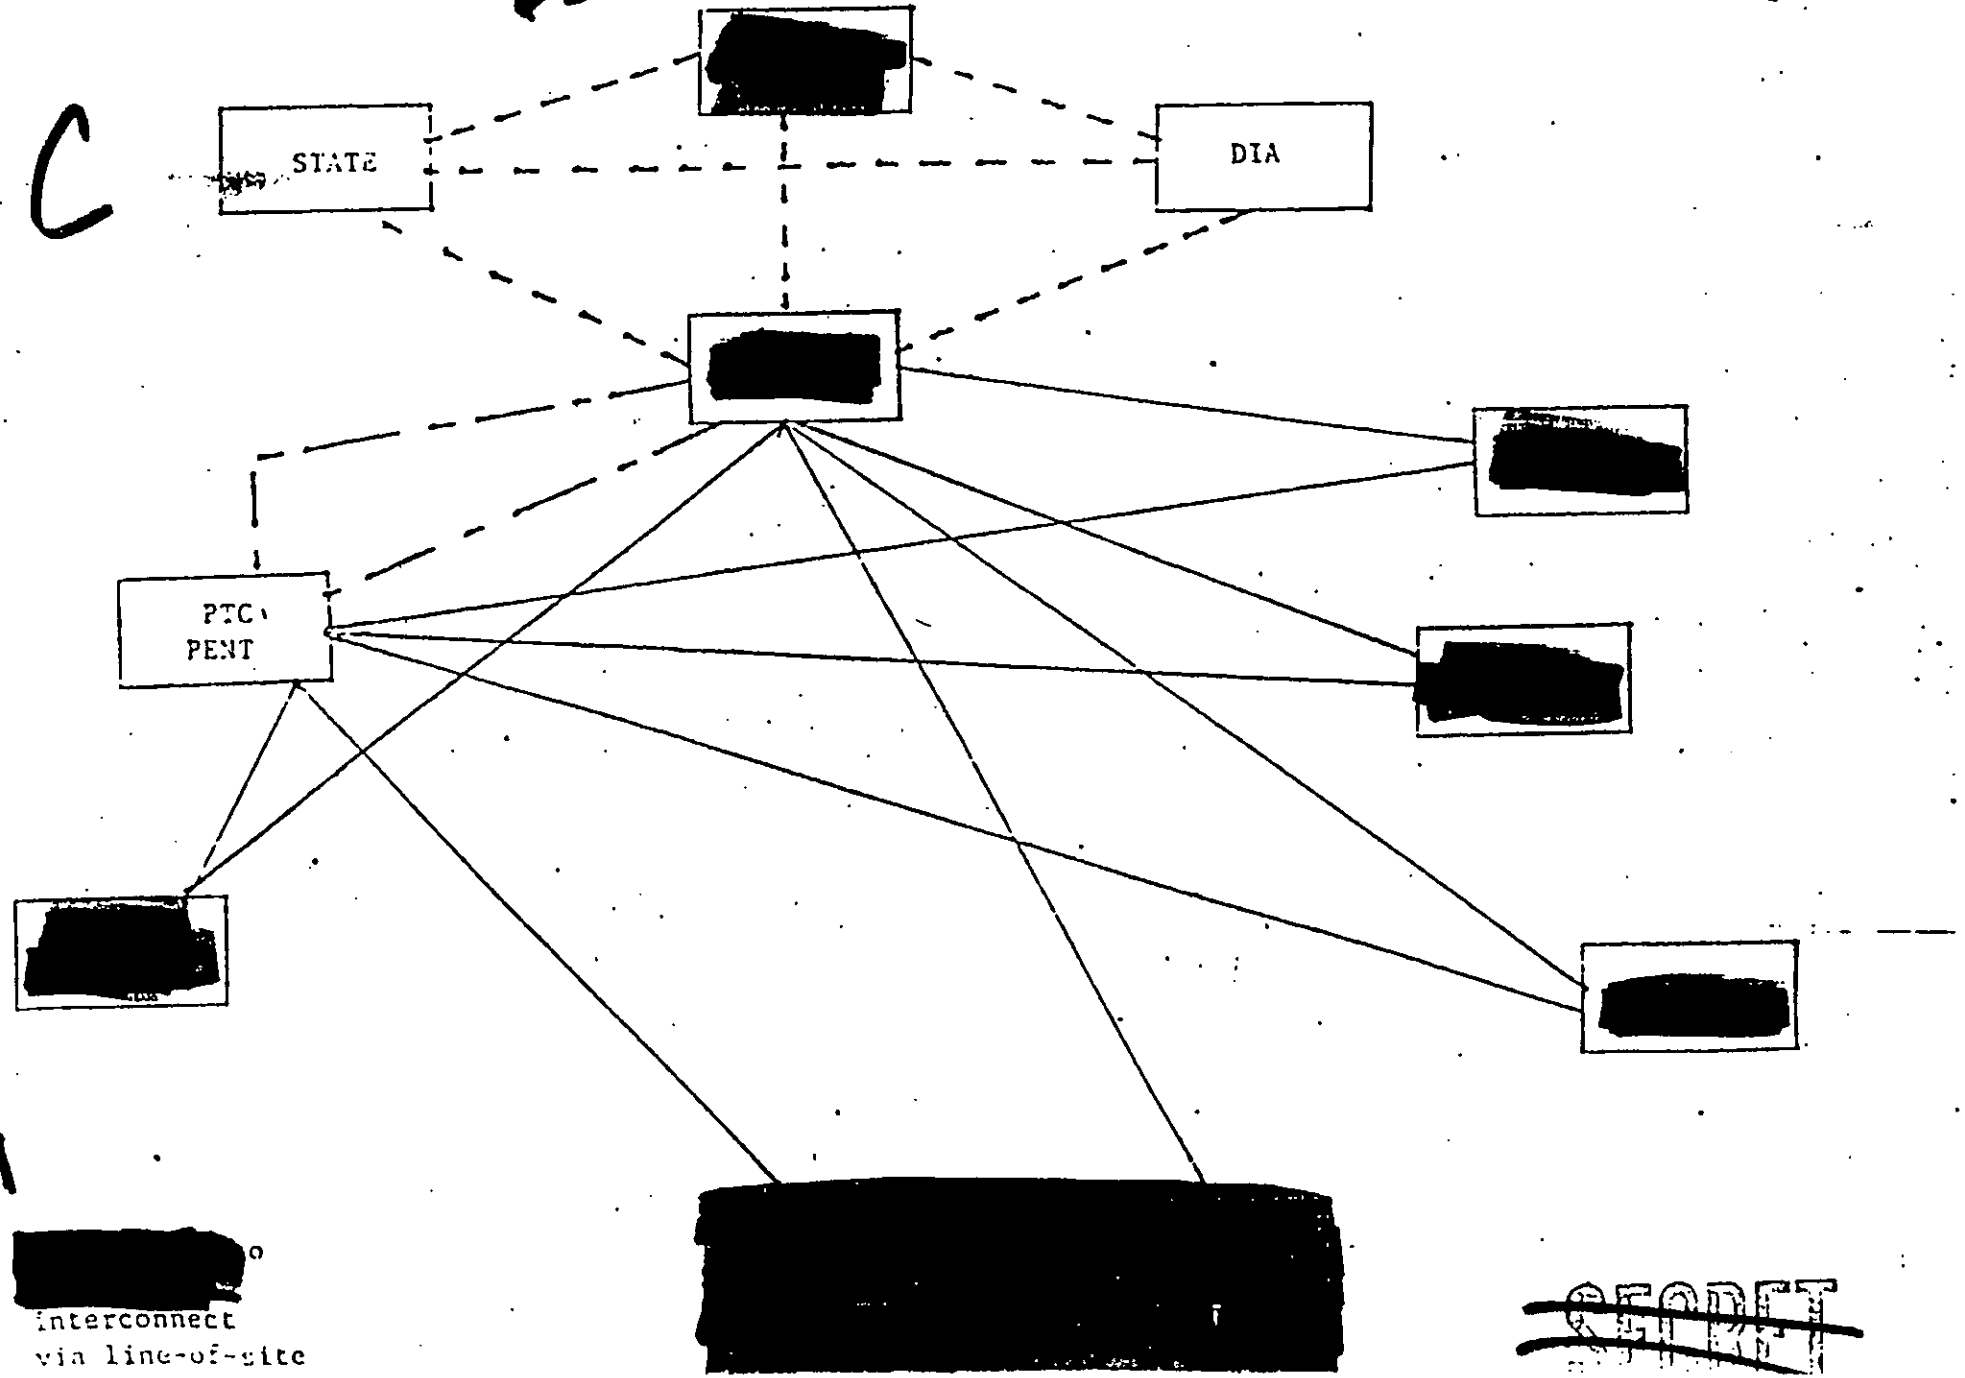 C
STATE
DIA
PTC
PENT
interconnect
via line-of-site
SECRET